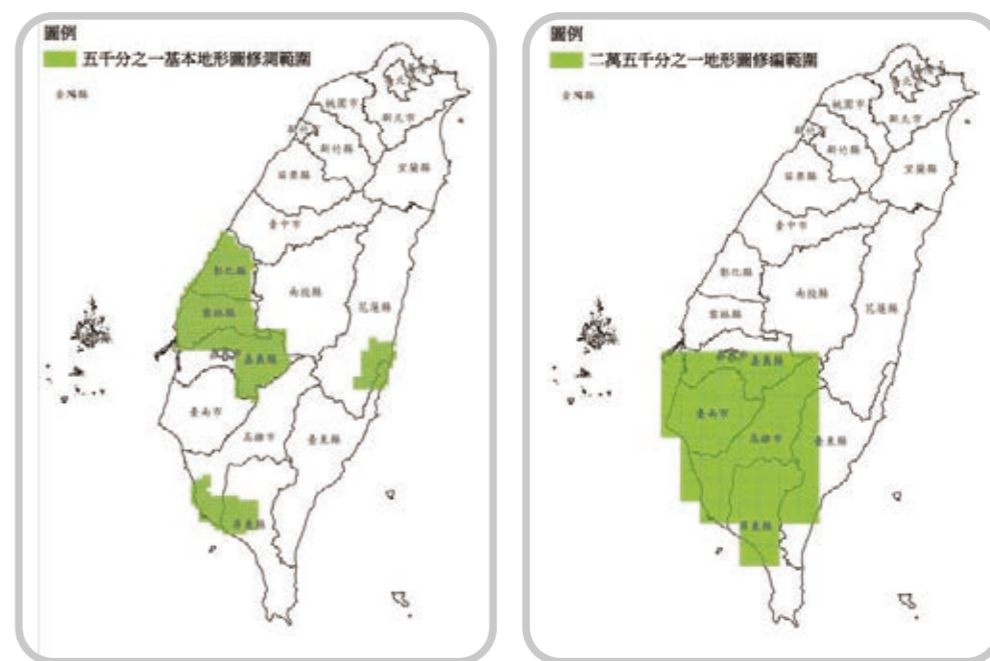 圖例
五千分之一基本地形圖修測範圍
金門縣
臺北市
桃園市
新北市
新竹市
新竹縣
宜蘭縣
苗栗縣
臺中市
彰化縣
南投縣
花蓮縣
雲林縣
嘉義縣
臺南市
高雄市
臺東縣
屏東縣
圖例
二萬五千分之一地形圖修編範圍
金門縣
桃園市
新北市
新竹市
新竹縣
宜蘭縣
苗栗縣
臺中市
彰化縣
南投縣
花蓮縣
雲林縣
嘉義縣
臺南市
高雄市
臺東縣
屏東縣